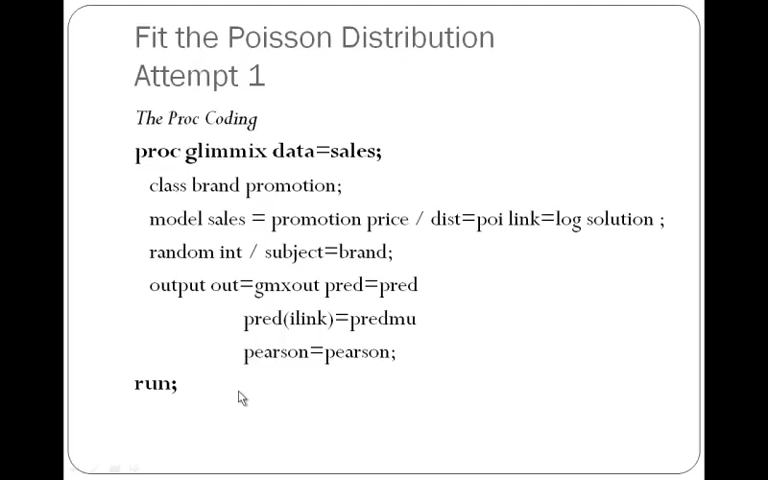 Fit the Poisson Distribution
Attempt 1
The Proc Coding
proc glimmix data=sales;
class brand promotion;
model sales = promotion price / dist=poi link=log solution ;
random int / subject=brand;
output out=gmxout pred=pred
pred(ilink)=predmu
pearson=pearson;
run;